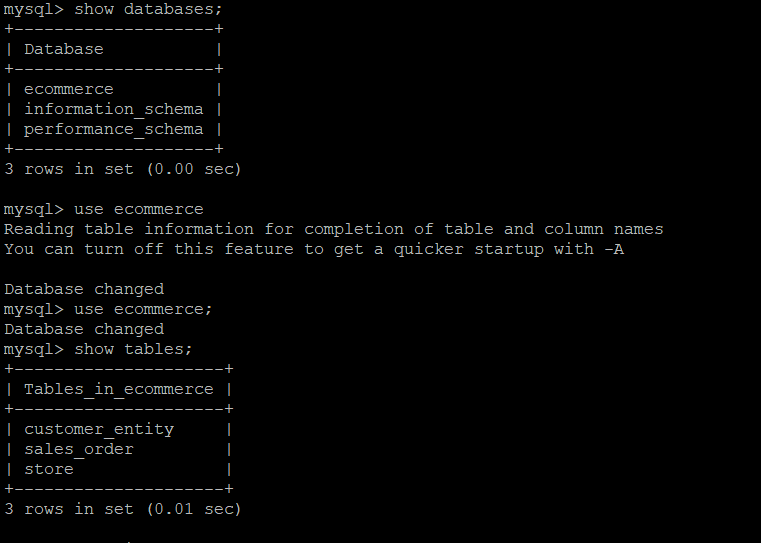 mysql> show databases;
+--------------------+
| Database           |
+--------------------+
| ecommerce          |
| information_schema |
| performance_schema |
+--------------------+
3 rows in set (0.00 sec)

mysql> use ecommerce
Reading table information for completion of table and column names
You can turn off this feature to get a quicker startup with -A

Database changed
mysql> use ecommerce;
Database changed
mysql> show tables;
+---------------------+
| Tables_in_ecommerce |
+---------------------+
| customer_entity     |
| sales_order         |
| store               |
+---------------------+
3 rows in set (0.01 sec)